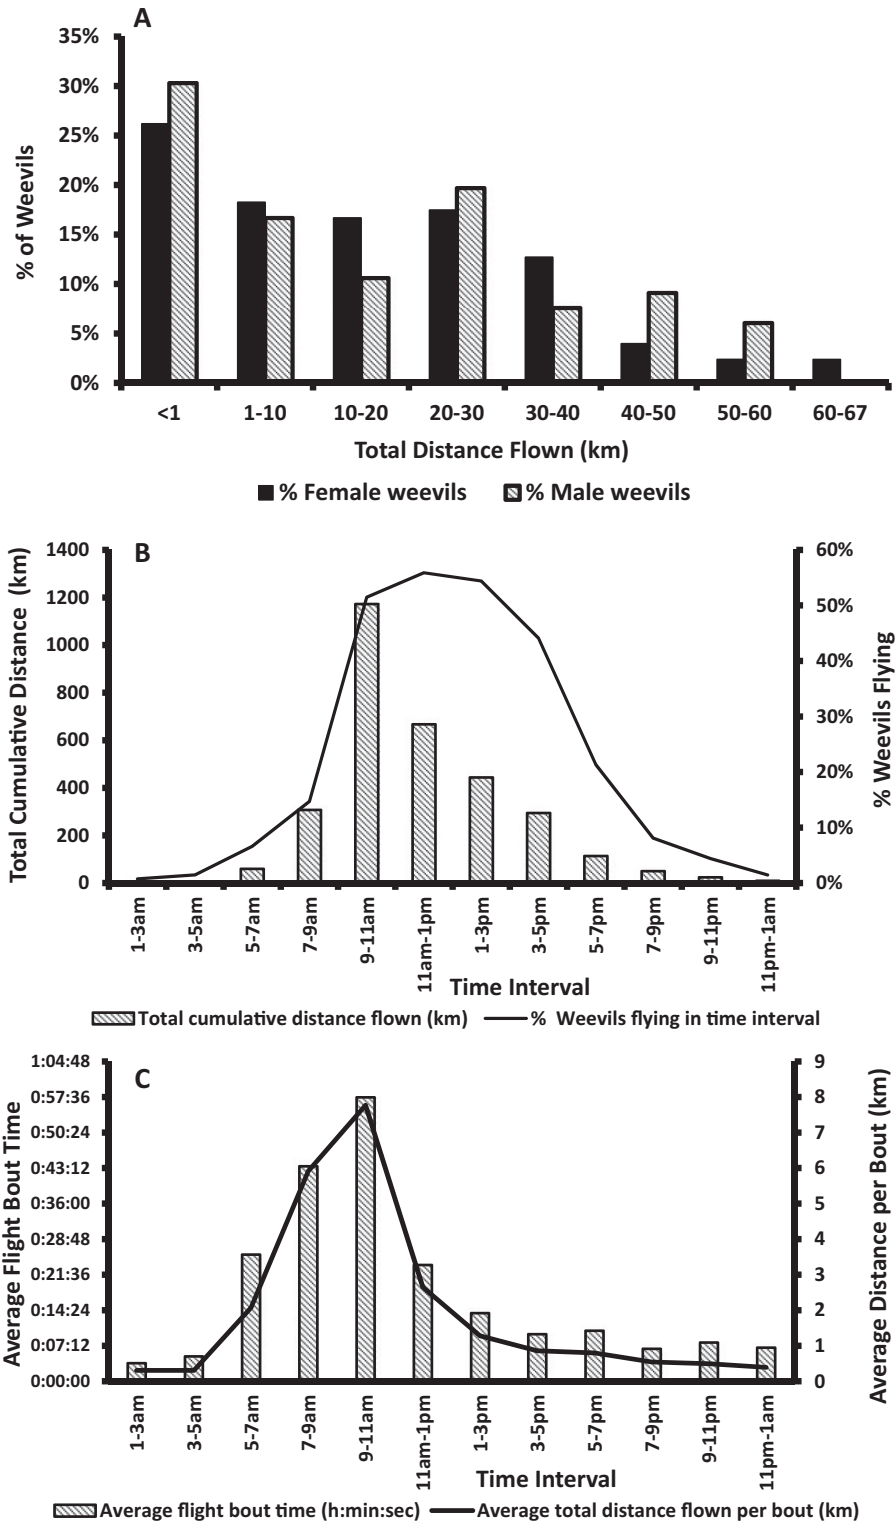 A
35%
30%
25%
20%
15%
10%
5%
0%
% of Weevils
<1 1-10 10-20 20-30 30-40 40-50 50-60 60-67
Total Distance Flown (km)
% Female weevils % Male weevils
B
1400
1200
1000
800
600
400
200
0
Total Cumulative Distance (km)
60%
50%
40%
30%
20%
10%
0%
% Weevils Flying
1-3am 3-5am 5-7am 7-9am 9-11am 11am-1pm 1-3pm 3-5pm 5-7pm 7-9pm 9-11pm 11pm-1am
Time Interval
Total cumulative distance flown (km) % Weevils flying in time interval
C
1:04:48
0:57:36
0:50:24
0:43:12
0:36:00
0:28:48
0:21:36
0:14:24
0:07:12
0:00:00
Average Flight Bout Time
9
8
7
6
5
4
3
2
1
0
Average Distance per Bout (km)
1-3am 3-5am 5-7am 7-9am 9-11am 11am-1pm 1-3pm 3-5pm 5-7pm 7-9pm 9-11pm 11pm-1am
Time Interval
Average flight bout time (h:min:sec) Average total distance flown per bout (km)